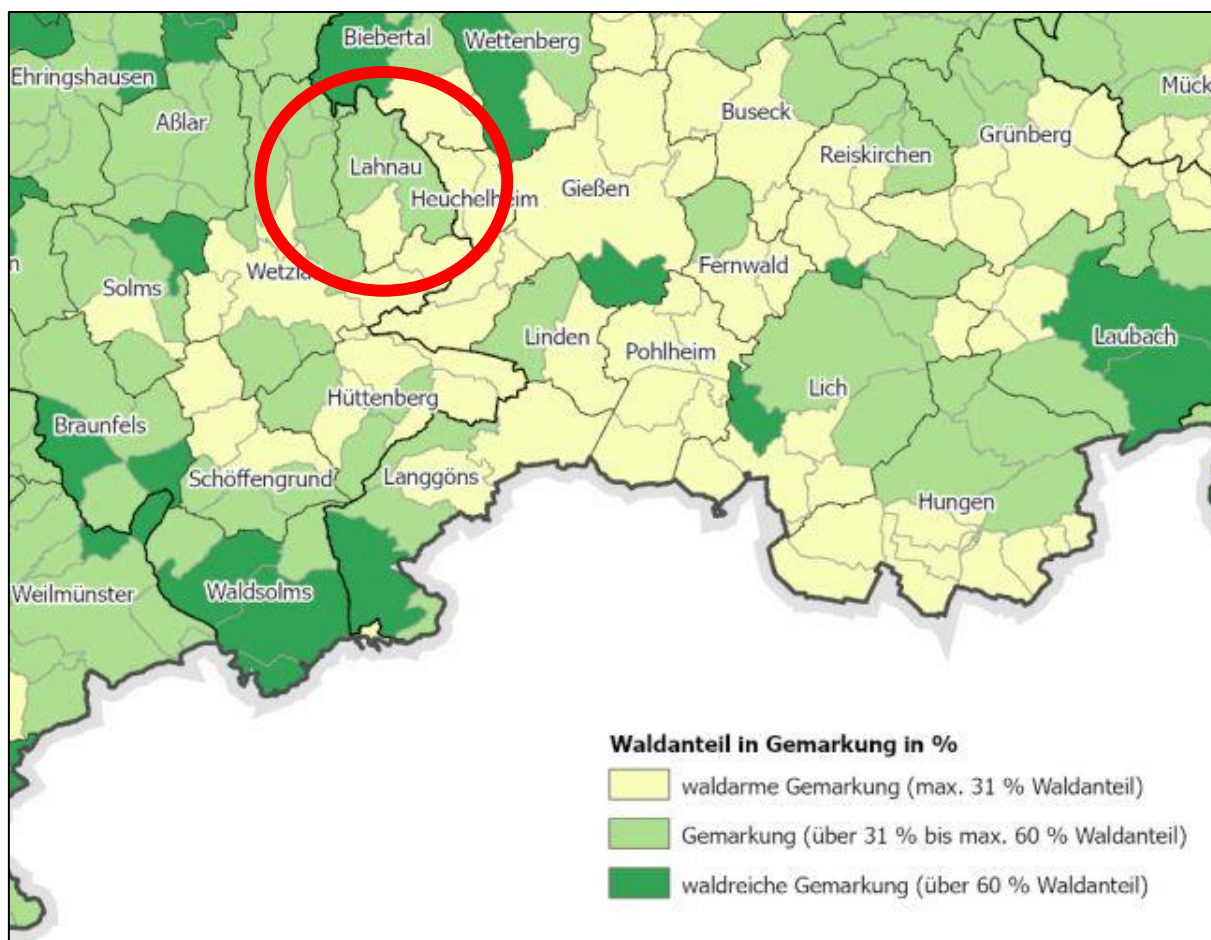 Biebertal
Wettenberg
Ehringshausen
Mück
Buseck
Aßlar
Grünberg
Reiskirchen
Lahnau
Gießen
Heuchelheim
n
Fernwald
Wetzla
Solms
Linden
Laubach
Pohlheim
Lich
Hüttenberg
Braunfels
Schöffengrund
Langgöns
Hungen
Weilmünster
Waldsolms
Waldanteil in Gemarkung in %
waldarme Gemarkung (max. 31 % Waldanteil)
Gemarkung (über 31 % bis max. 60 % Waldanteil)
waldreiche Gemarkung (über 60 % Waldanteil)